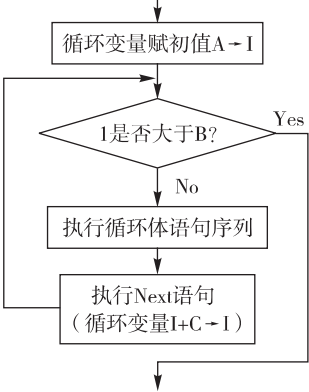 循环变量赋初值A→I
1是否大于B?
Yes
No
执行循环体语句序列
执行Next语句
（循环变量I+C→I）